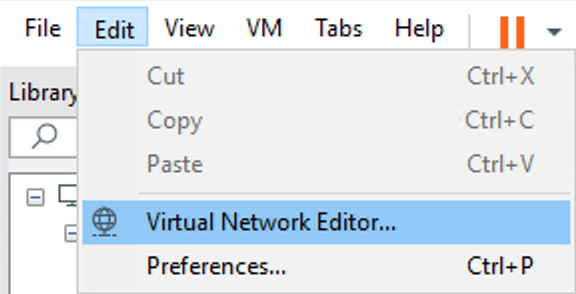 File Edit View VM Tabs Help
Library
Cut Ctrl+X
Copy Ctrl+C
Paste Ctrl+V
Virtual Network Editor...
Preferences... Ctrl+P